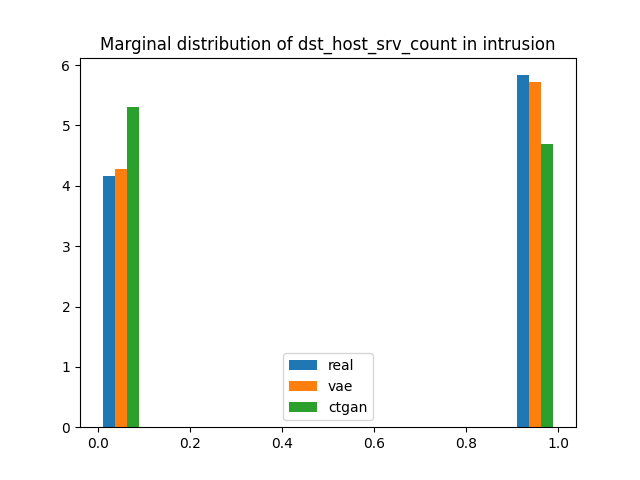 Marginal distribution of dst_host_srv_count in intrusion
6
5
4
3
2
1
0
real
vae
ctgan
0.0 0.2 0.4 0.6 0.8 1.0